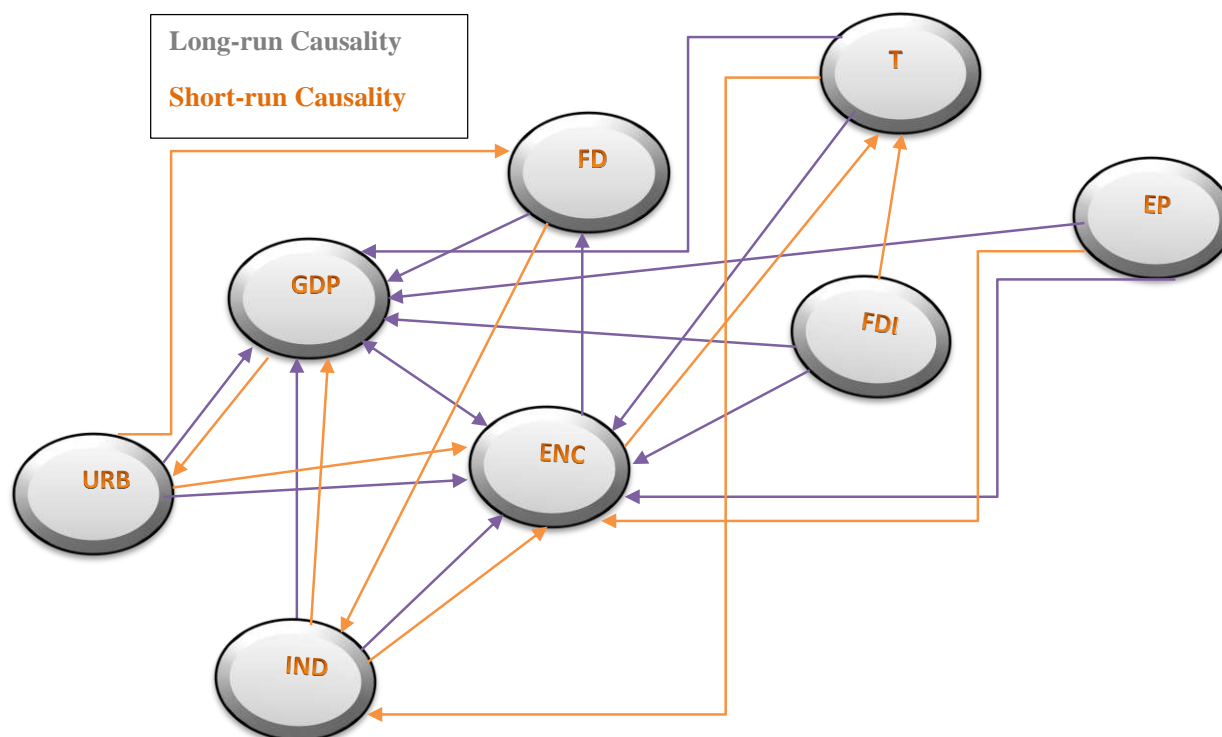 Long-run Causality
Short-run Causality
T
FD
EP
GDP
FDI
ENC
URB
IND